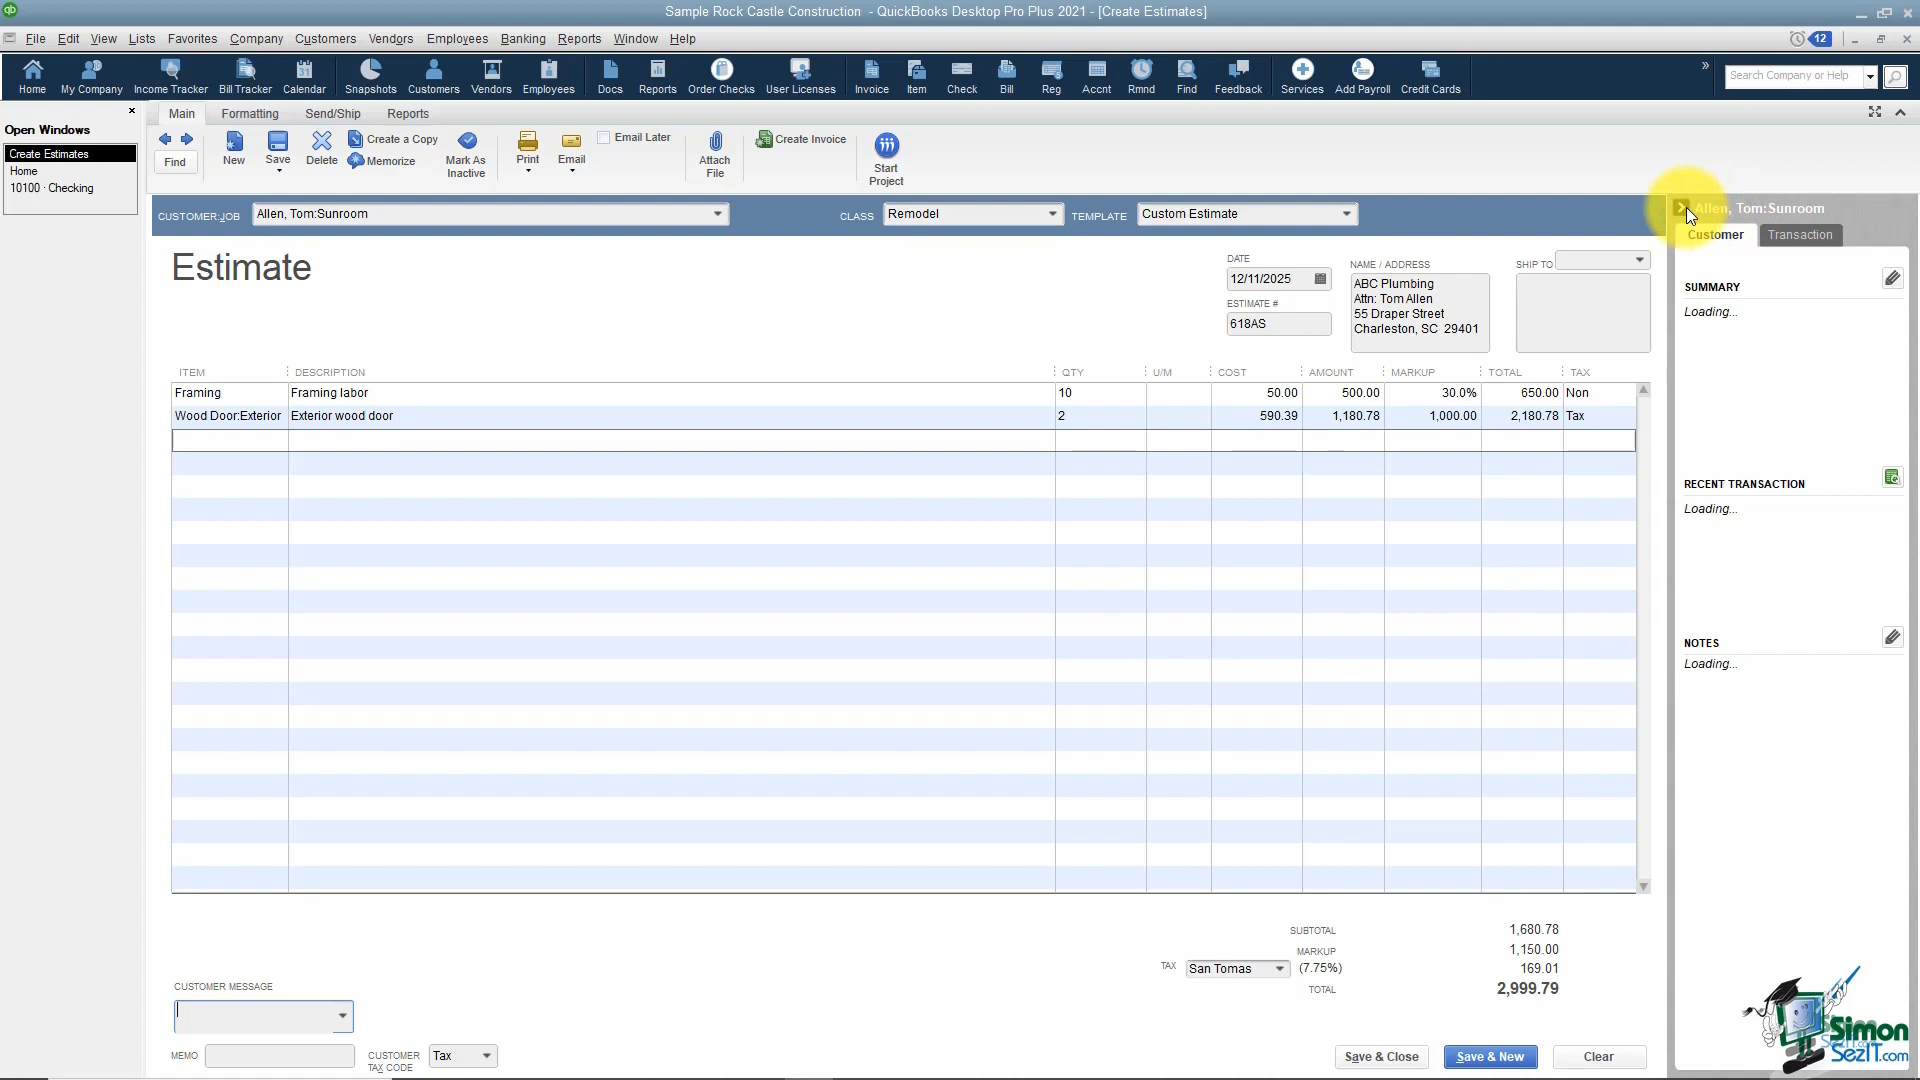 Sample Rock Castle Construction - QuickBooks Desktop Pro Plus 2021 - [Create Estimates]
File Edit View Lists Favorites Company Customers Vendors Employees Banking Reports Window Help
12
Home My Company Income Tracker Bill Tracker Calendar Snapshots Customers Vendors Employees Docs Reports Order Checks User Licenses Invoice Item Check Bill Reg Accnt Rmnd Find Feedback Services Add Payroll Credit Cards
Search Company or Help
Open Windows
Create Estimates
Home
10100 · Checking
Main Formatting Send/Ship Reports
Find
New
Save
Delete
Create a Copy
Memorize
Mark As
Inactive
Print
Email
Email Later
Attach
File
Create Invoice
Start
Project
CUSTOMER:JOB Allen, Tom:Sunroom
CLASS Remodel
TEMPLATE Custom Estimate
Estimate
DATE
12/11/2025
ESTIMATE #
618AS
NAME / ADDRESS
ABC Plumbing
Attn: Tom Allen
55 Draper Street
Charleston, SC 29401
SHIP TO
ITEM DESCRIPTION QTY U/M COST AMOUNT MARKUP TOTAL TAX
Framing Framing labor 10 50.00 500.00 30.0% 650.00 Non
Wood Door:Exterior Exterior wood door 2 590.39 1,180.78 1,000.00 2,180.78 Tax
SUBTOTAL 1,680.78
MARKUP 1,150.00
TAX San Tomas (7.75%) 169.01
TOTAL 2,999.79
CUSTOMER MESSAGE
MEMO
CUSTOMER
TAX CODE
Tax
Save & Close
Save & New
Clear
Allen, Tom:Sunroom
Customer Transaction
SUMMARY
Loading...
RECENT TRANSACTION
Loading...
NOTES
Loading...
Simon
SezIT.com